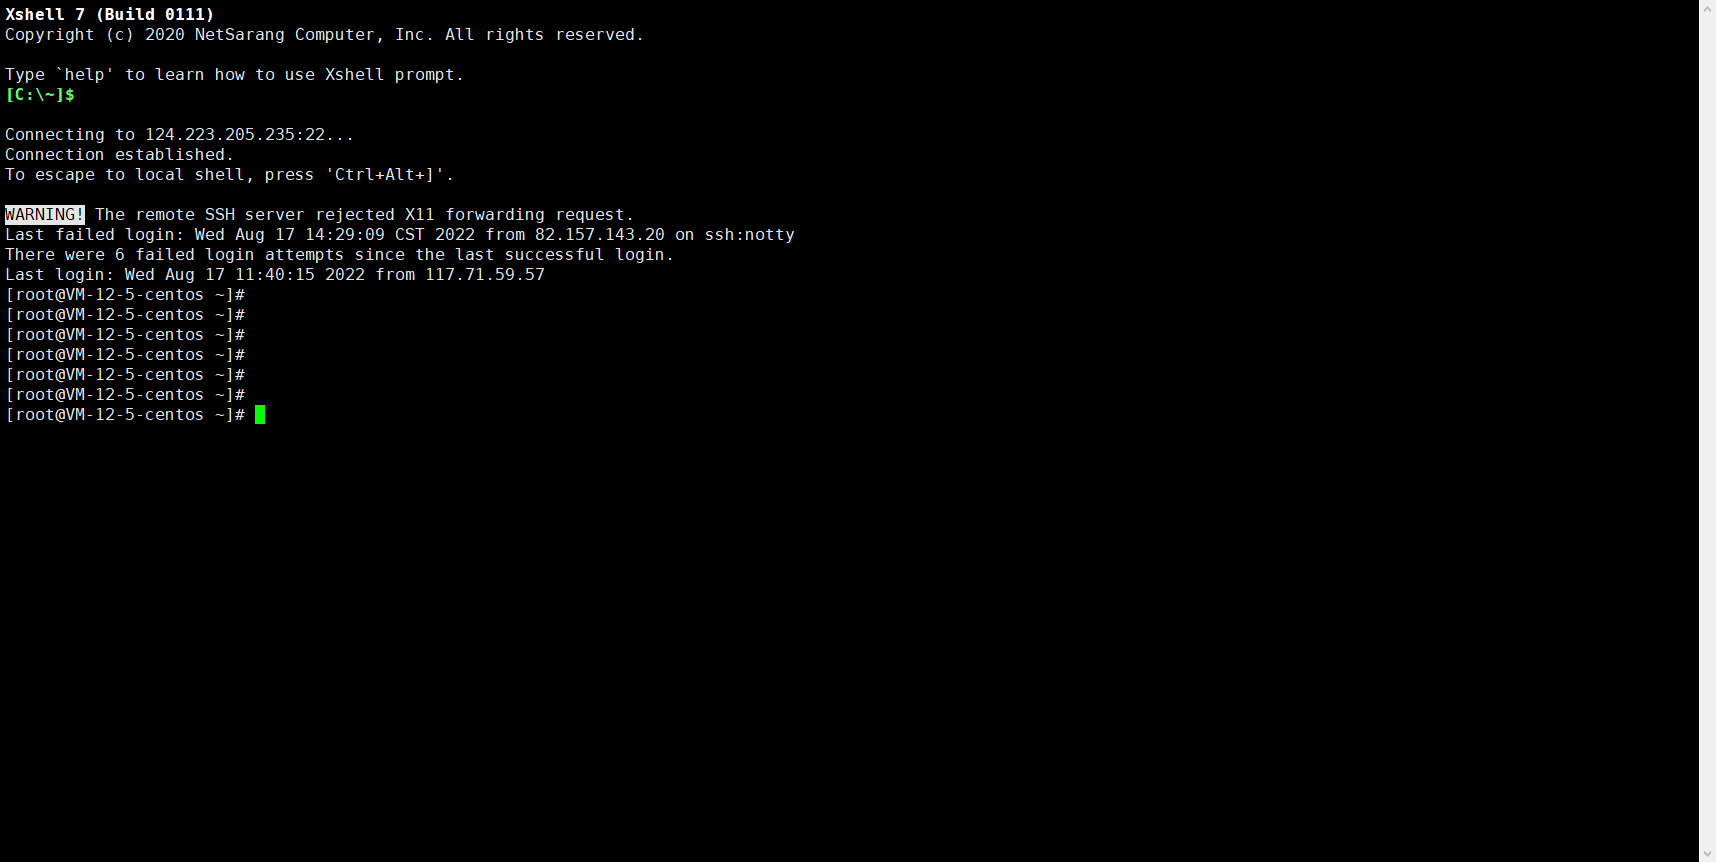 Xshell 7 (Build 0111)
Copyright (c) 2020 NetSarang Computer, Inc. All rights reserved.
Type `help' to learn how to use Xshell prompt.
[C:\~]$
Connecting to 124.223.205.235:22...
Connection established.
To escape to local shell, press 'Ctrl+Alt+]'.
WARNING! The remote SSH server rejected X11 forwarding request.
Last failed login: Wed Aug 17 14:29:09 CST 2022 from 82.157.143.20 on ssh:notty
There were 6 failed login attempts since the last successful login.
Last login: Wed Aug 17 11:40:15 2022 from 117.71.59.57
[root@VM-12-5-centos ~]#
[root@VM-12-5-centos ~]#
[root@VM-12-5-centos ~]#
[root@VM-12-5-centos ~]#
[root@VM-12-5-centos ~]#
[root@VM-12-5-centos ~]#
[root@VM-12-5-centos ~]#